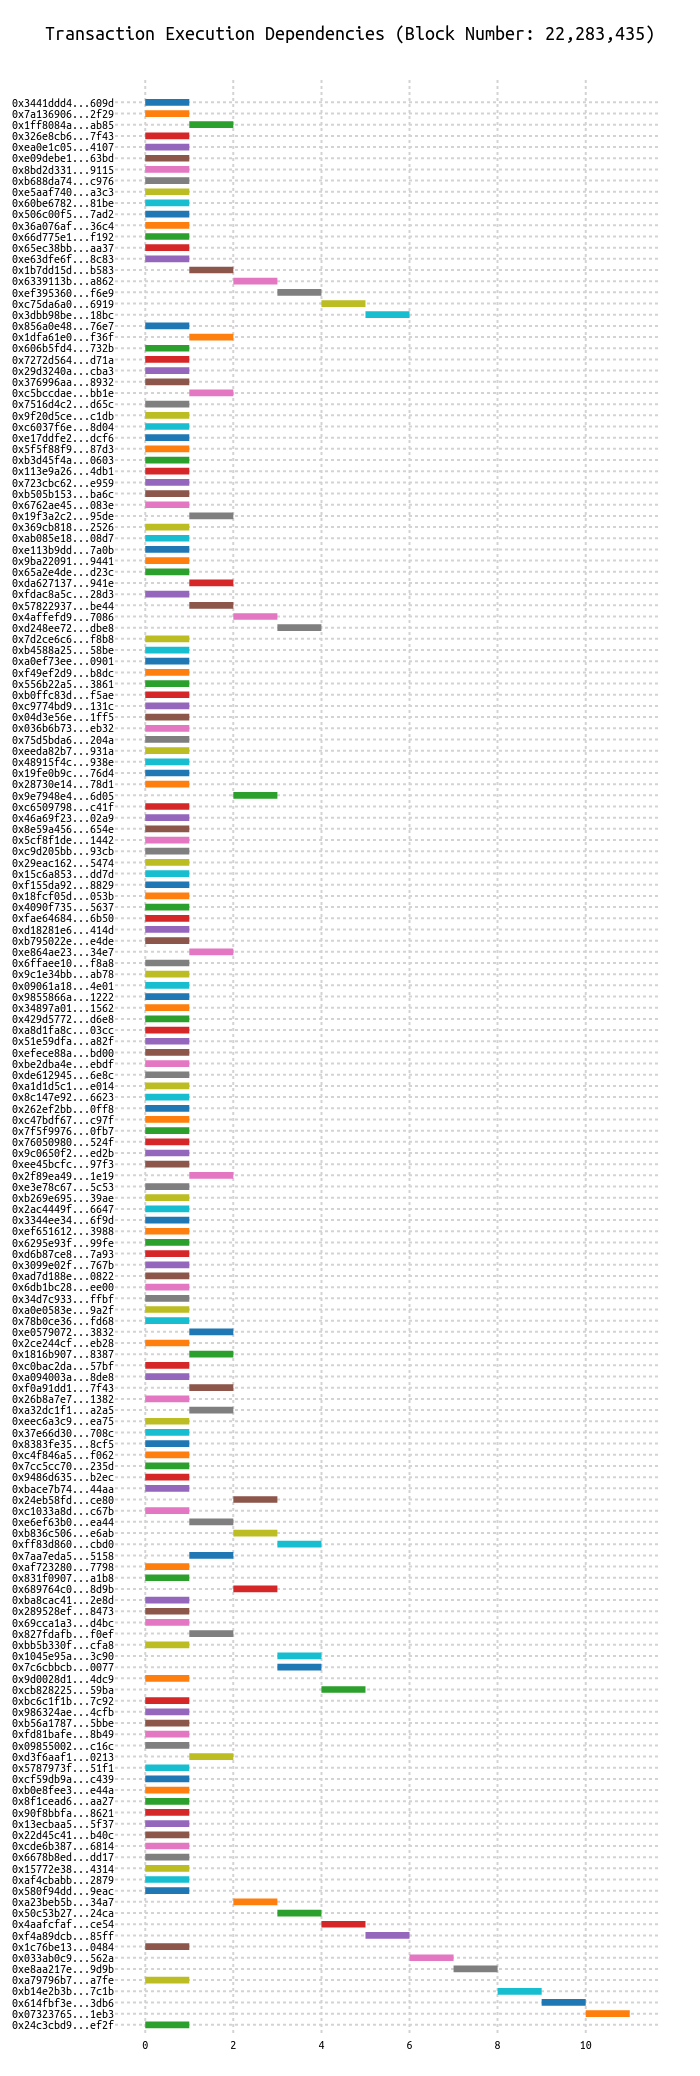 Transaction Execution Dependencies (Block Number: 22,283,435)
0x3441ddd4...609d
0x7a136906...2f29
0x1ff8084a...ab85
0x326e8cb6...7f43
0xea0e1c05...4107
0xe09debe1...63bd
0x8bd2d331...9115
0xb688da74...c976
0xe5aaf740...a3c3
0x60be6782...81be
0x506c00f5...7ad2
0x36a076af...36c4
0x66d775e1...f192
0x65ec38bb...aa37
0xe63dfe6f...8c83
0x1b7dd15d...b583
0x6339113b...a862
0xef395360...f6e9
0xc75da6a0...6919
0x3dbb98be...18bc
0x856a0e48...76e7
0x1dfa61e0...f36f
0x606b5fd4...732b
0x7272d564...d71a
0x29d3240a...cba3
0x376996aa...8932
0xc5bccdae...bb1e
0x7516d4c2...d65c
0x9f20d5ce...c1db
0xc6037f6e...8d04
0xe17ddfe2...dcf6
0x5f5f88f9...87d3
0xb3d45f4a...0603
0x113e9a26...4db1
0x723cbc62...e959
0xb505b153...ba6c
0x6762ae45...083e
0x19f3a2c2...95de
0x369cb818...2526
0xab085e18...08d7
0xe113b9dd...7a0b
0x9ba22091...9441
0x65a2e4de...d23c
0xda627137...941e
0xfdac8a5c...28d3
0x57822937...be44
0x4affefd9...7086
0xd248ee72...dbe8
0x7d2ce6c6...f8b8
0xb4588a25...58be
0xa0ef73ee...0901
0xf49ef2d9...b8dc
0x556b22a5...3861
0xb0ffc83d...f5ae
0xc9774bd9...131c
0x04d3e56e...1ff5
0x036b6b73...eb32
0x75d5bda6...204a
0xeeda82b7...931a
0x48915f4c...938e
0x19fe0b9c...76d4
0x28730e14...78d1
0x9e7948e4...6d05
0xc6509798...c41f
0x46a69f23...02a9
0x8e59a456...654e
0x5cf8f1de...1442
0xc9d205bb...93cb
0x29eac162...5474
0x15c6a853...dd7d
0xf155da92...8829
0x18fcf05d...053b
0x4090f735...5637
0xfae64684...6b50
0xd18281e6...414d
0xb795022e...e4de
0xe864ae23...34e7
0x6ffaee10...f8a8
0x9c1e34bb...ab78
0x09061a18...4e01
0x9855866a...1222
0x34897a01...1562
0x429d5772...d6e8
0xa8d1fa8c...03cc
0x51e59dfa...a82f
0xefece88a...bd00
0xbe2dba4e...ebdf
0xde612945...6e8c
0xa1d1d5c1...e014
0x8c147e92...6623
0x262ef2bb...0ff8
0xc47bdf67...c97f
0x7f5f9976...0fb7
0x76050980...524f
0x9c0650f2...ed2b
0xee45bcfc...97f3
0x2f89ea49...1e19
0xe3e78c67...5c53
0xb269e695...39ae
0x2ac4449f...6647
0x3344ee34...6f9d
0xef651612...3988
0x6295e93f...99fe
0xd6b87ce8...7a93
0x3099e02f...767b
0xad7d188e...0822
0x6db1bc28...ee00
0x34d7c933...ffbf
0xa0e0583e...9a2f
0x78b0ce36...fd68
0xe0579072...3832
0x2ce244cf...eb28
0x1816b907...8387
0xc0bac2da...57bf
0xa094003a...8de8
0xf0a91dd1...7f43
0x26b8a7e7...1382
0xa32dc1f1...a2a5
0xeec6a3c9...ea75
0x37e66d30...708c
0x8383fe35...8cf5
0xc4f846a5...f062
0x7cc5cc70...235d
0x9486d635...b2ec
0xbace7b74...44aa
0x24eb58fd...ce80
0xc1033a8d...c67b
0xe6ef63b0...ea44
0xb836c506...e6ab
0xff83d860...cbd0
0x7aa7eda5...5158
0xaf723280...7798
0x831f0907...a1b8
0x689764c0...8d9b
0xba8cac41...2e8d
0x289528ef...8473
0x69cca1a3...d4bc
0x827fdafb...f0ef
0xbb5b330f...cfa8
0x1045e95a...3c90
0x7c6cbbcb...0077
0x9d0028d1...4dc9
0xcb828225...59ba
0xbc6c1f1b...7c92
0x986324ae...4cfb
0xb56a1787...5bbe
0xfd81bafe...8b49
0x09855002...c16c
0xd3f6aaf1...0213
0x5787973f...51f1
0xcf59db9a...c439
0xb0e8fee3...e44a
0x8f1cead6...aa27
0x90f8bbfa...8621
0x13ecbaa5...5f37
0x22d45c41...b40c
0xcde6b387...6814
0x6678b8ed...dd17
0x15772e38...4314
0xaf4cbabb...2879
0x580f94dd...9eac
0xa23beb5b...34a7
0x50c53b27...24ca
0x4aafcfaf...ce54
0xf4a89dcb...85ff
0x1c76be13...0484
0x033ab0c9...562a
0xe8aa217e...9d9b
0xa79796b7...a7fe
0xb14e2b3b...7c1b
0x614fbf3e...3db6
0x07323765...1eb3
0x24c3cbd9...ef2f
0 2 4 6 8 10